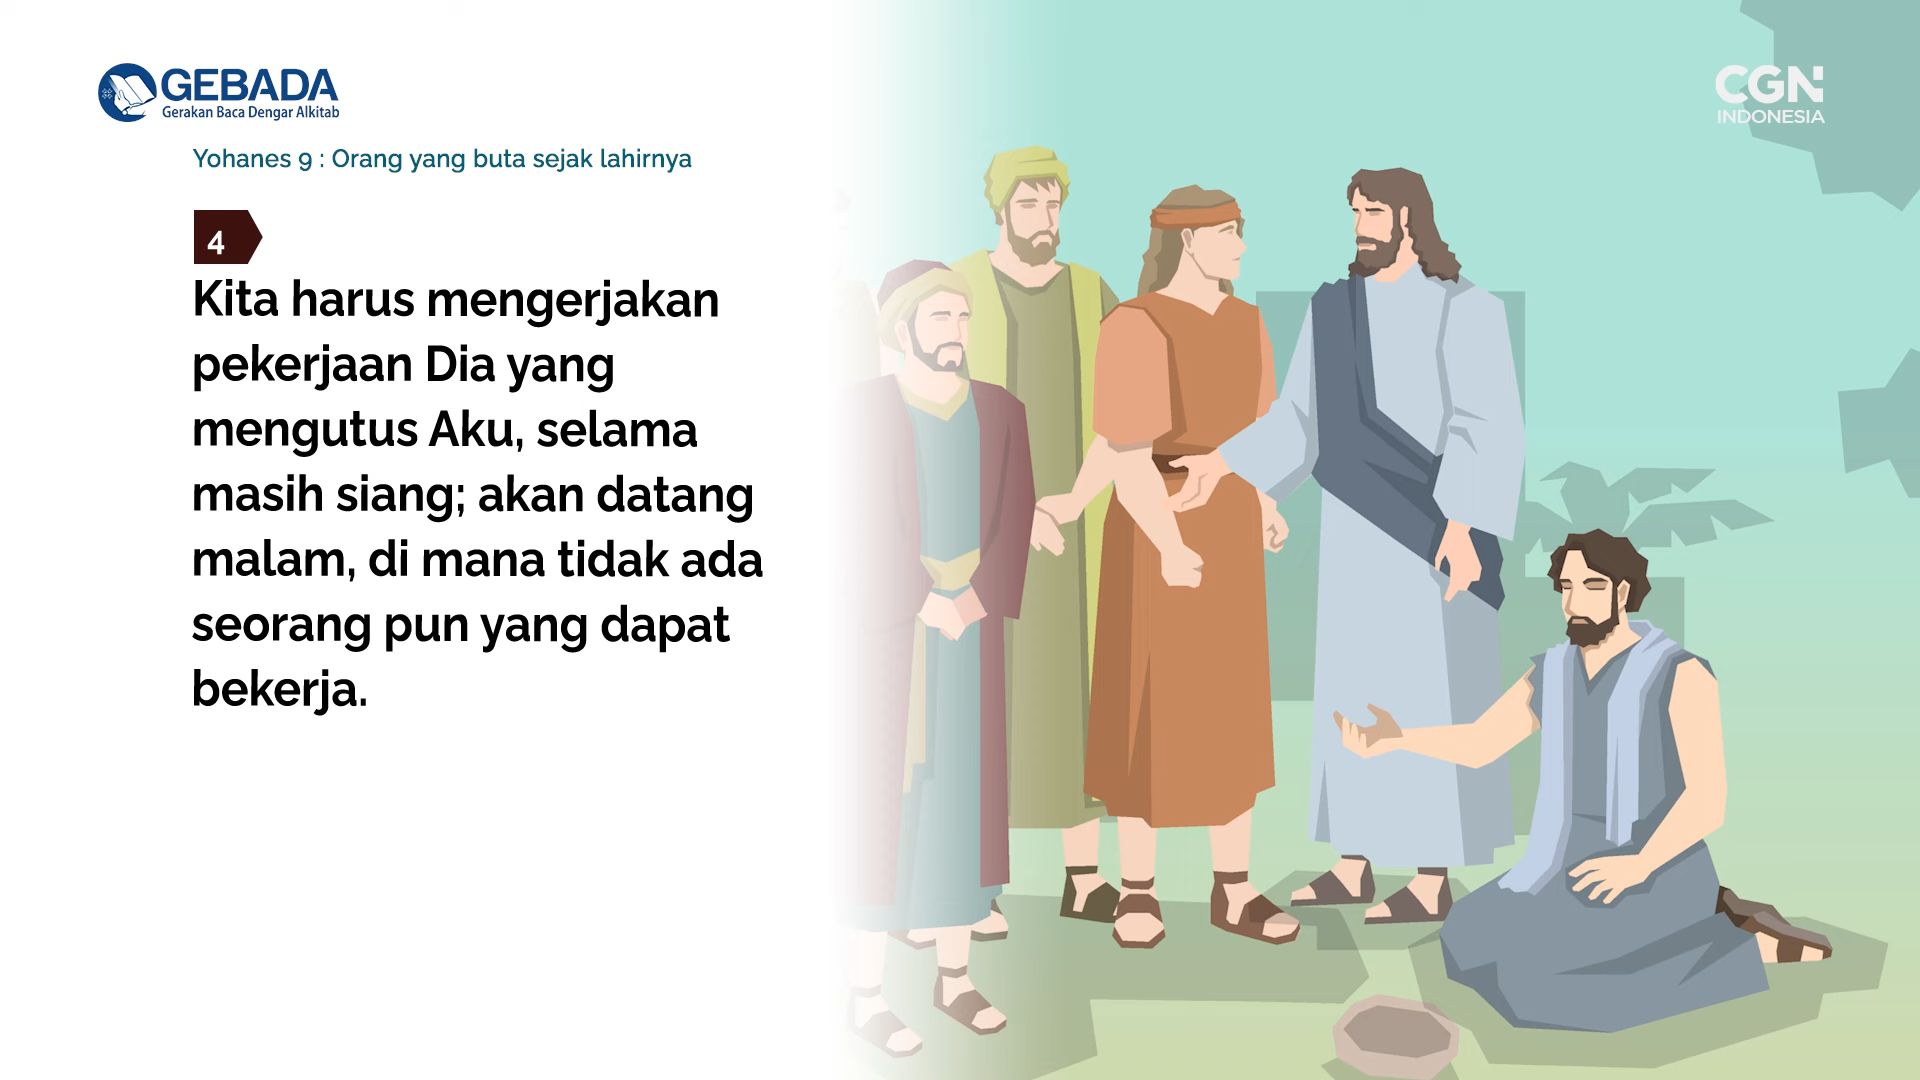 GEBADA
Gerakan Baca Dengar Alkitab
CGN
INDONESIA
Yohanes 9 : Orang yang buta sejak lahirnya
4
Kita harus mengerjakan
pekerjaan Dia yang
mengutus Aku, selama
masih siang; akan datang
malam, di mana tidak ada
seorang pun yang dapat
bekerja.